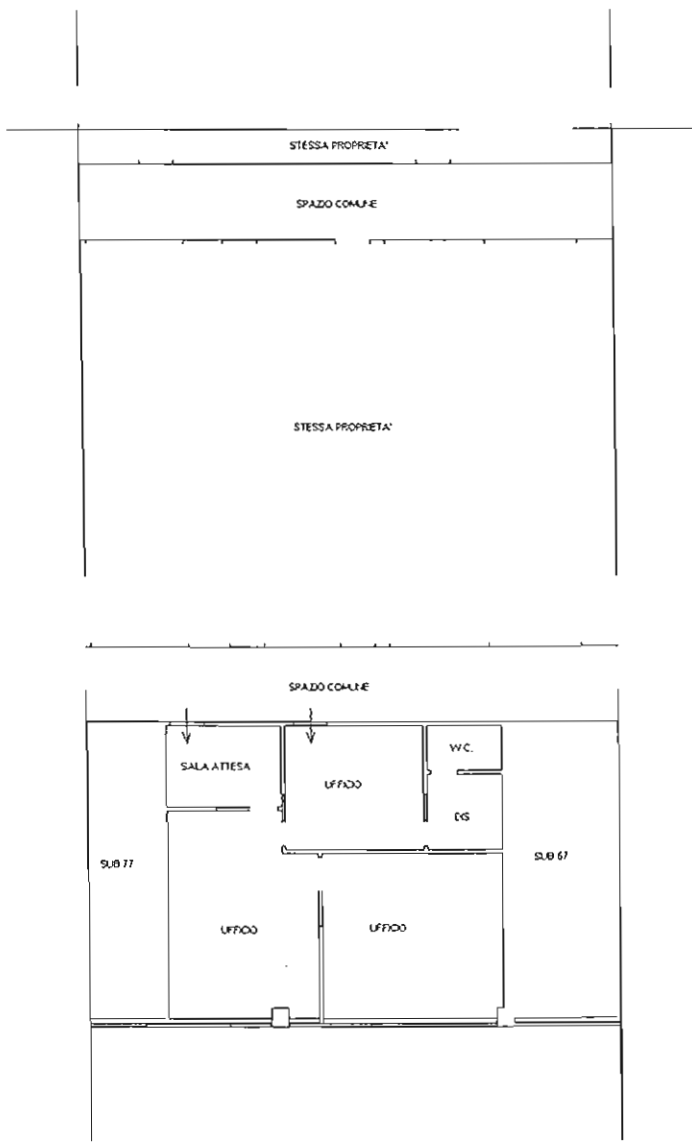 STESSA PROPRIETA'
SPAZIO COMUNE
STESSA PROPRIETA'
SPAZIO COMUNE
SALA ATTESA
UFFICIO
W.C.
DIS
SUB 77
SUB 67
UFFICIO
UFFICIO